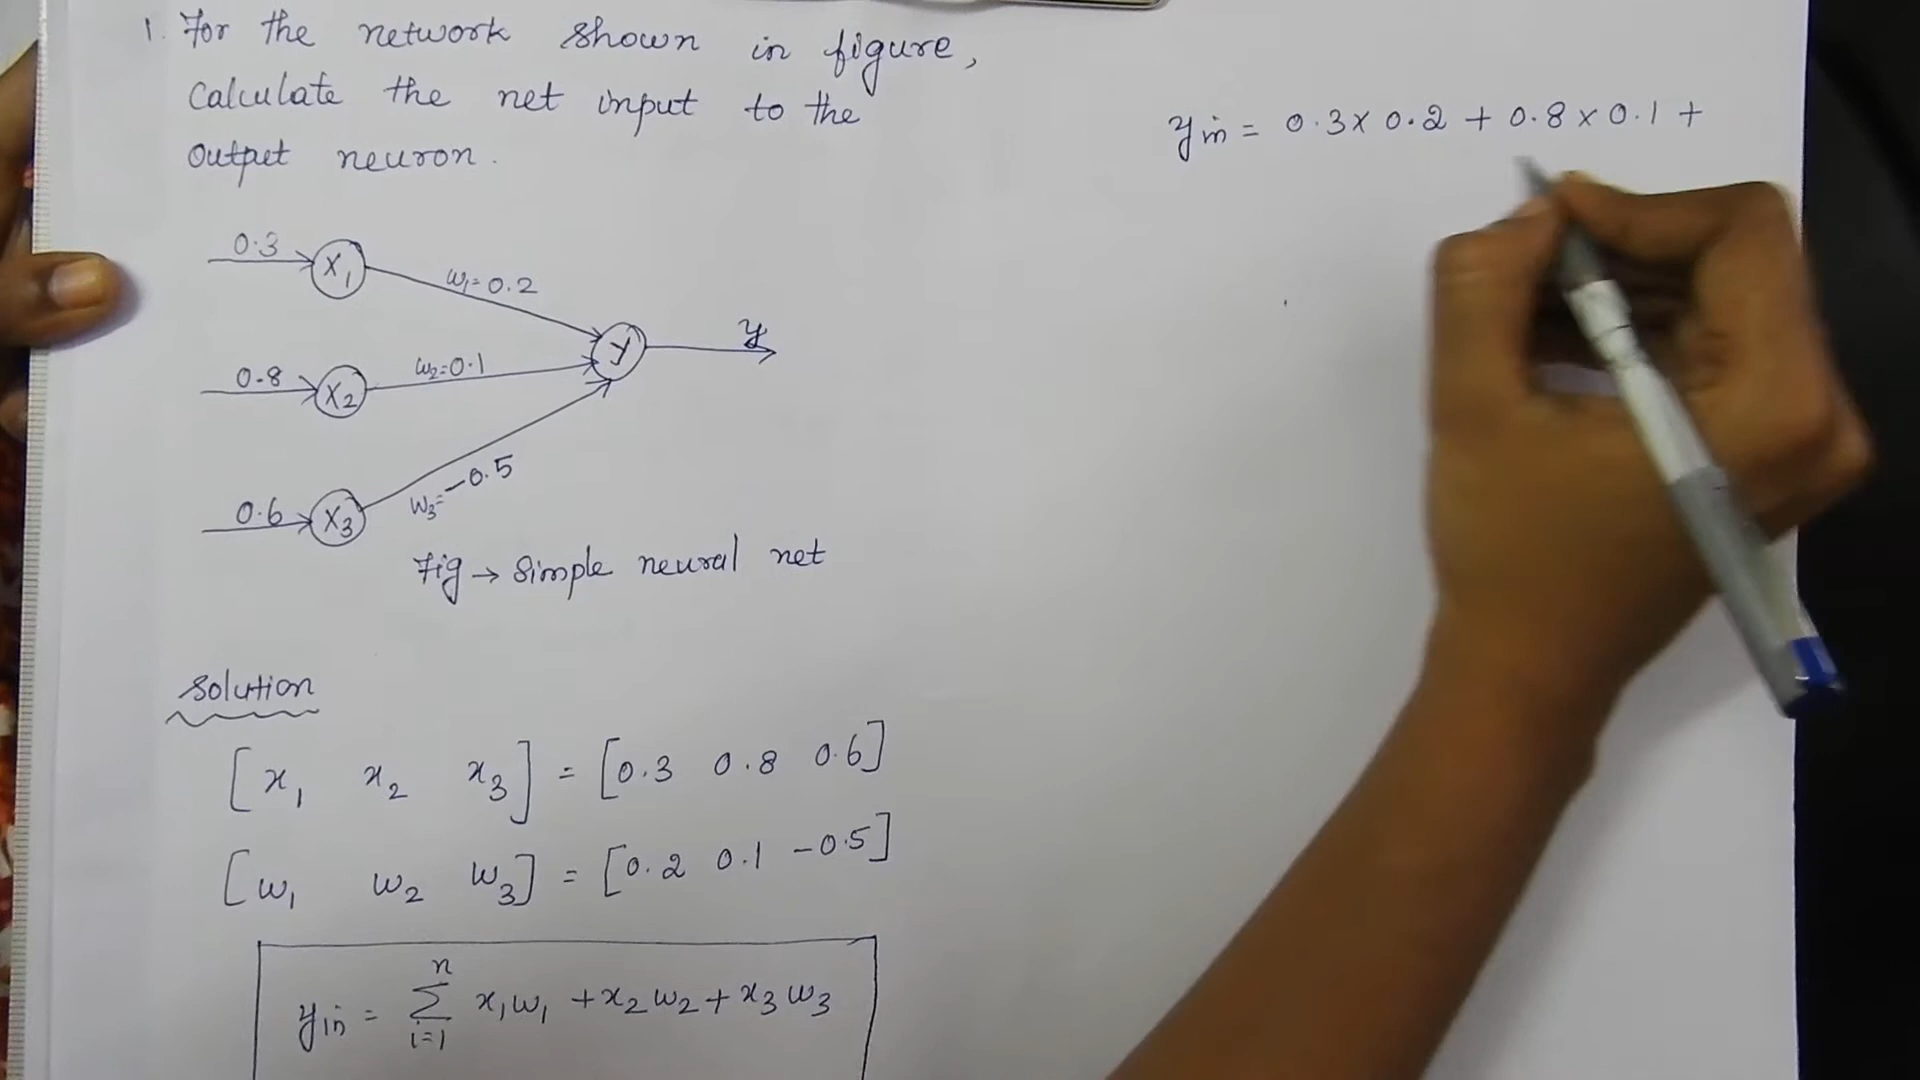 1. For the network shown in figure,
Calculate the net input to the
Output neuron.
0.3 X1 w1=0.2
0.8 X2 w2=0.1 Y y
0.6 X3 w3=-0.5
Fig → Simple neural net
Solution
[x1 x2 x3] = [0.3 0.8 0.6]
[w1 w2 w3] = [0.2 0.1 -0.5]
yin = n∑i=1 x1w1 + x2w2 + x3w3
yin = 0.3 x 0.2 + 0.8 x 0.1 +